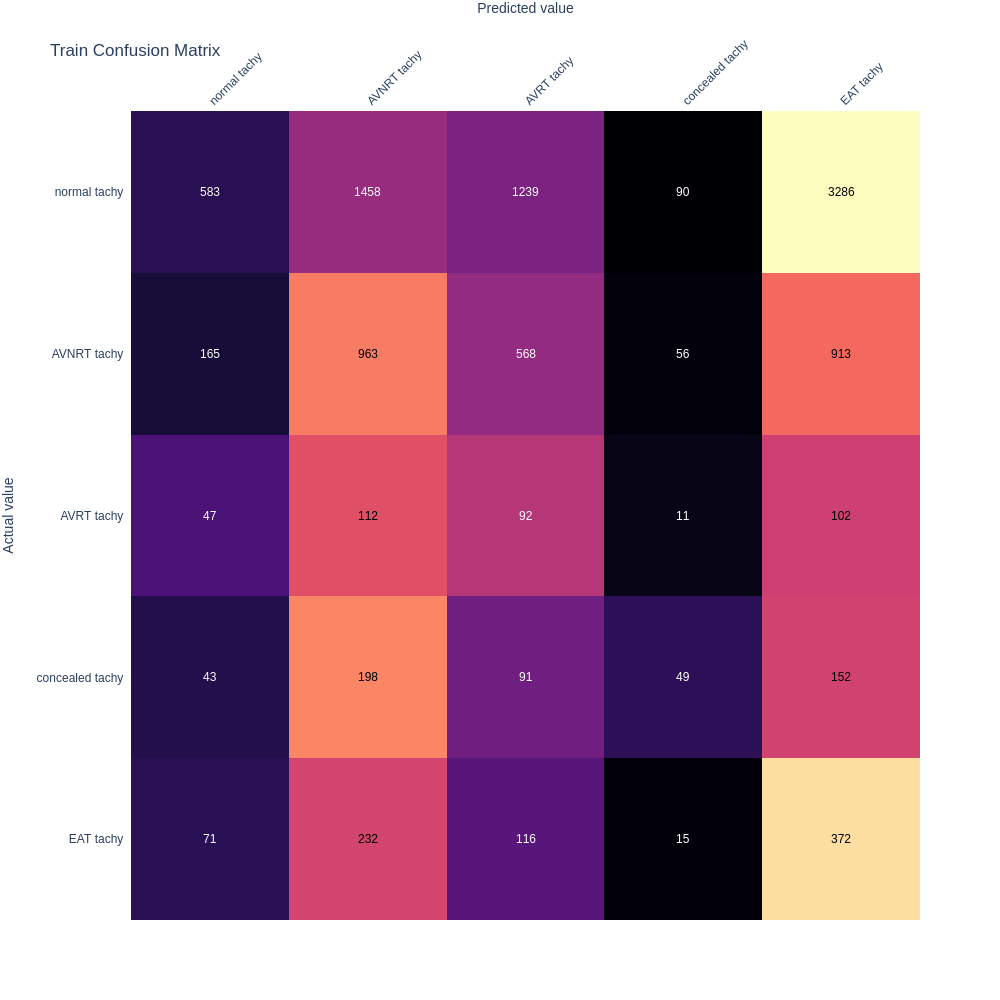 Predicted value
Train Confusion Matrix
normal tachy
AVNRT tachy
AVRT tachy
concealed tachy
EAT tachy
normal tachy 583 1458 1239 90 3286
AVNRT tachy 165 963 568 56 913
AVRT tachy 47 112 92 11 102
concealed tachy 43 198 91 49 152
EAT tachy 71 232 116 15 372
Actual value